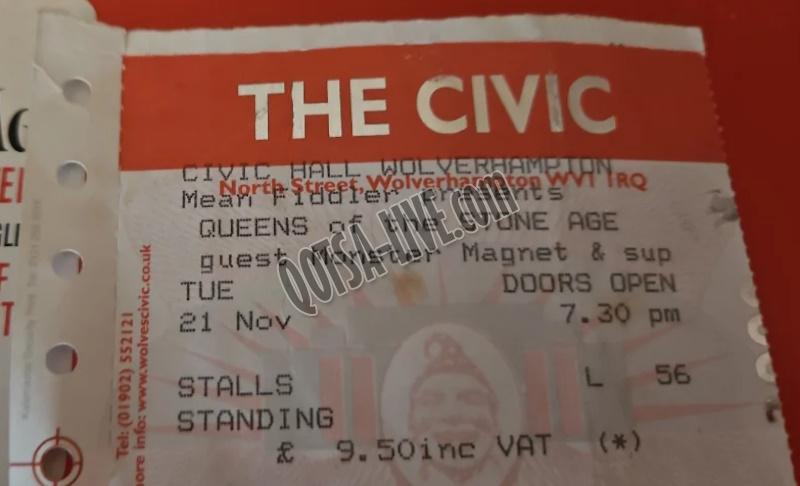 THE CIVIC
CIVIC HALL WOLVERHAMPTON
North Street, Wolverhampton WV1 1RQ
Mean Fiddler presents
QUEENS of the STONE AGE
guest Monster Magnet & sup
TUE DOORS OPEN
21 Nov 7.30 pm
STALLS L 56
STANDING
£ 9.50inc VAT (*)
Tel: (01902) 552121
ore info: www.wolvescivic.co.uk
QOTSA-LIVE.com